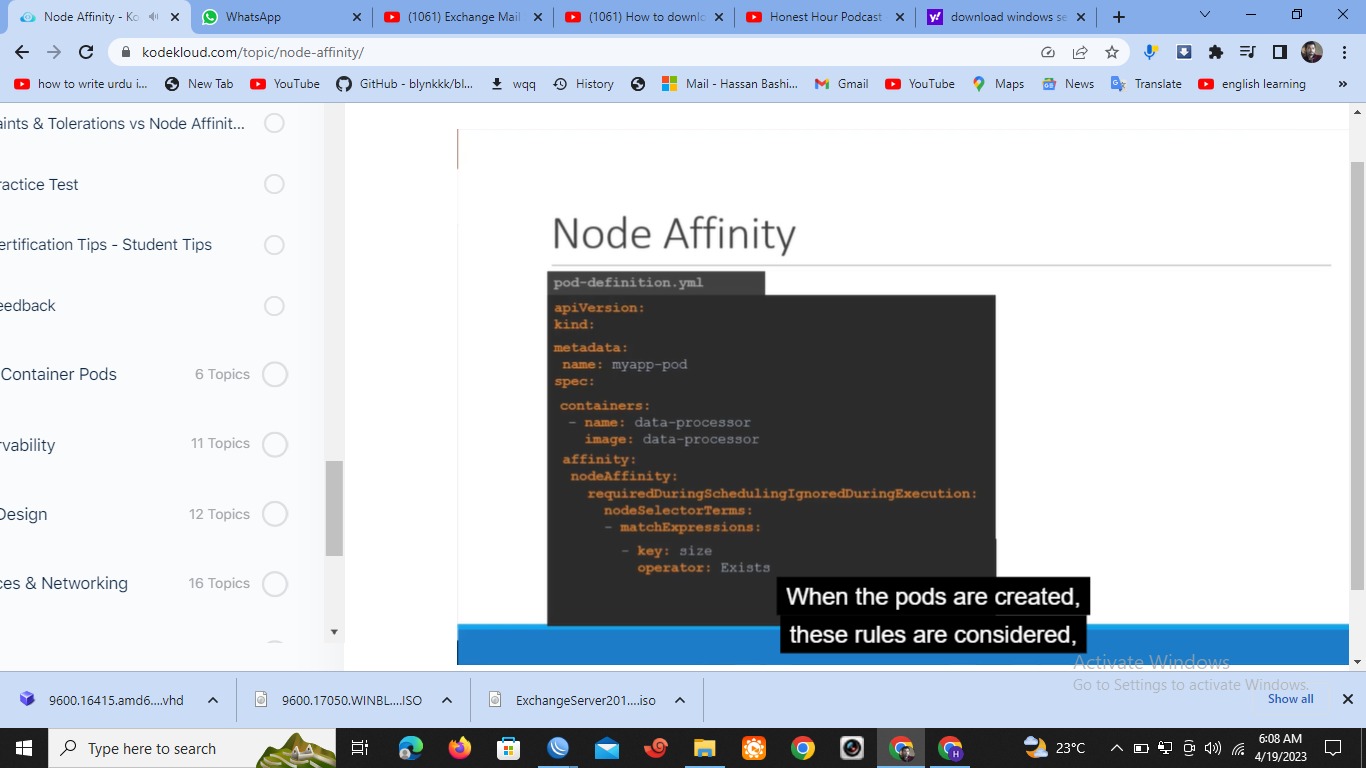 Node Affinity - Ko
WhatsApp
(1061) Exchange Mail
(1061) How to downlo
Honest Hour Podcast
download windows se
kodekloud.com/topic/node-affinity/
how to write urdu i...
New Tab
YouTube
GitHub - blynkkk/bl...
wqq
History
Mail - Hassan Bashi...
Gmail
YouTube
Maps
News
Translate
english learning
aints & Tolerations vs Node Affinit...
ractice Test
ertification Tips - Student Tips
eedback
Container Pods 6 Topics
rvability 11 Topics
Design 12 Topics
ces & Networking 16 Topics
Node Affinity
pod-definition.yml
apiVersion:
kind:
metadata:
name: myapp-pod
spec:
containers:
- name: data-processor
image: data-processor
affinity:
nodeAffinity:
requiredDuringSchedulingIgnoredDuringExecution:
nodeSelectorTerms:
- matchExpressions:
- key: size
operator: Exists
When the pods are created,
these rules are considered,
Activate Windows
Go to Settings to activate Windows.
9600.16415.amd6....vhd
9600.17050.WINBL....ISO
ExchangeServer201....iso
Show all
Type here to search
23°C
6:08 AM
4/19/2023